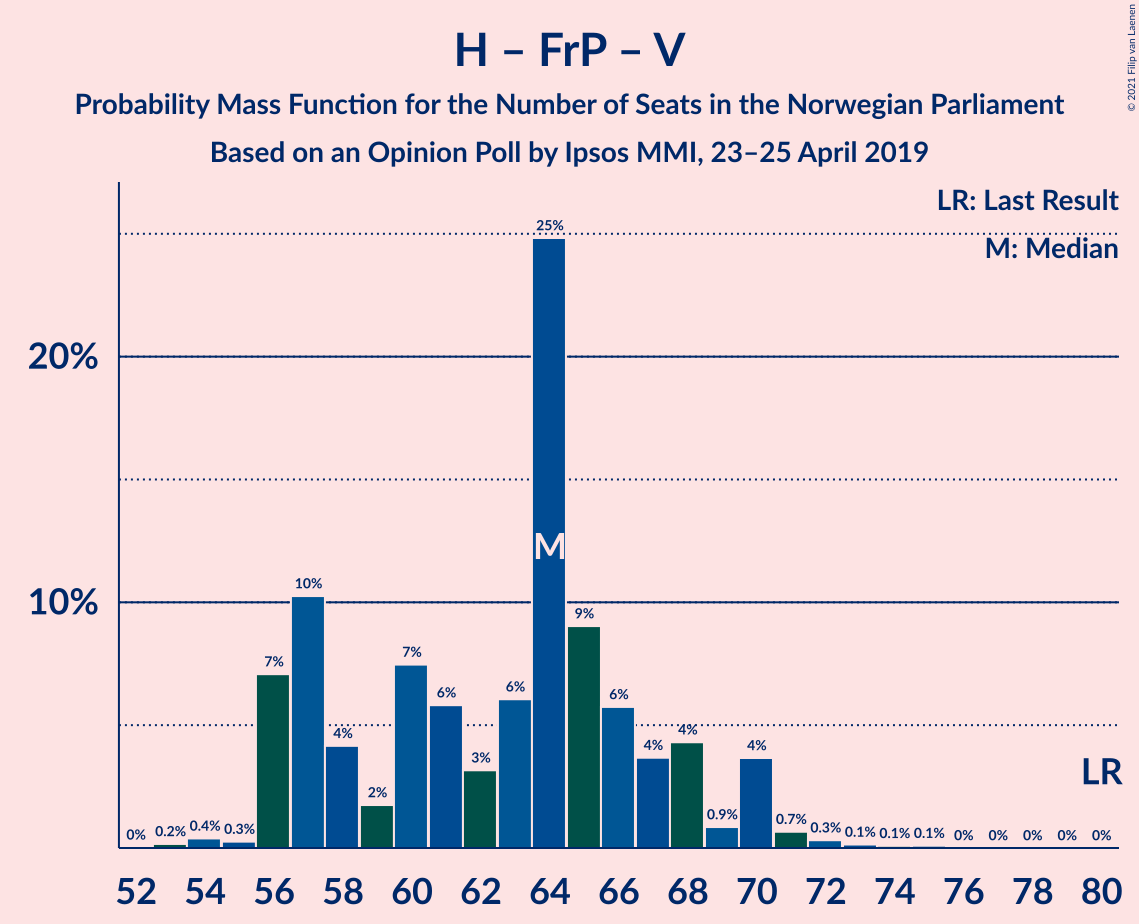 H – FrP – V
Probability Mass Function for the Number of Seats in the Norwegian Parliament
Based on an Opinion Poll by Ipsos MMI, 23–25 April 2019
© 2021 Filip van Laenen
LR: Last Result
M: Median
20%
10%
0% 0.2% 0.4% 0.3% 7% 10% 4% 2% 7% 6% 3% 6% 25% 9% 6% 4% 4% 0.9% 4% 0.7% 0.3% 0.1% 0.1% 0.1% 0% 0% 0% 0% 0%
M
LR
52 54 56 58 60 62 64 66 68 70 72 74 76 78 80